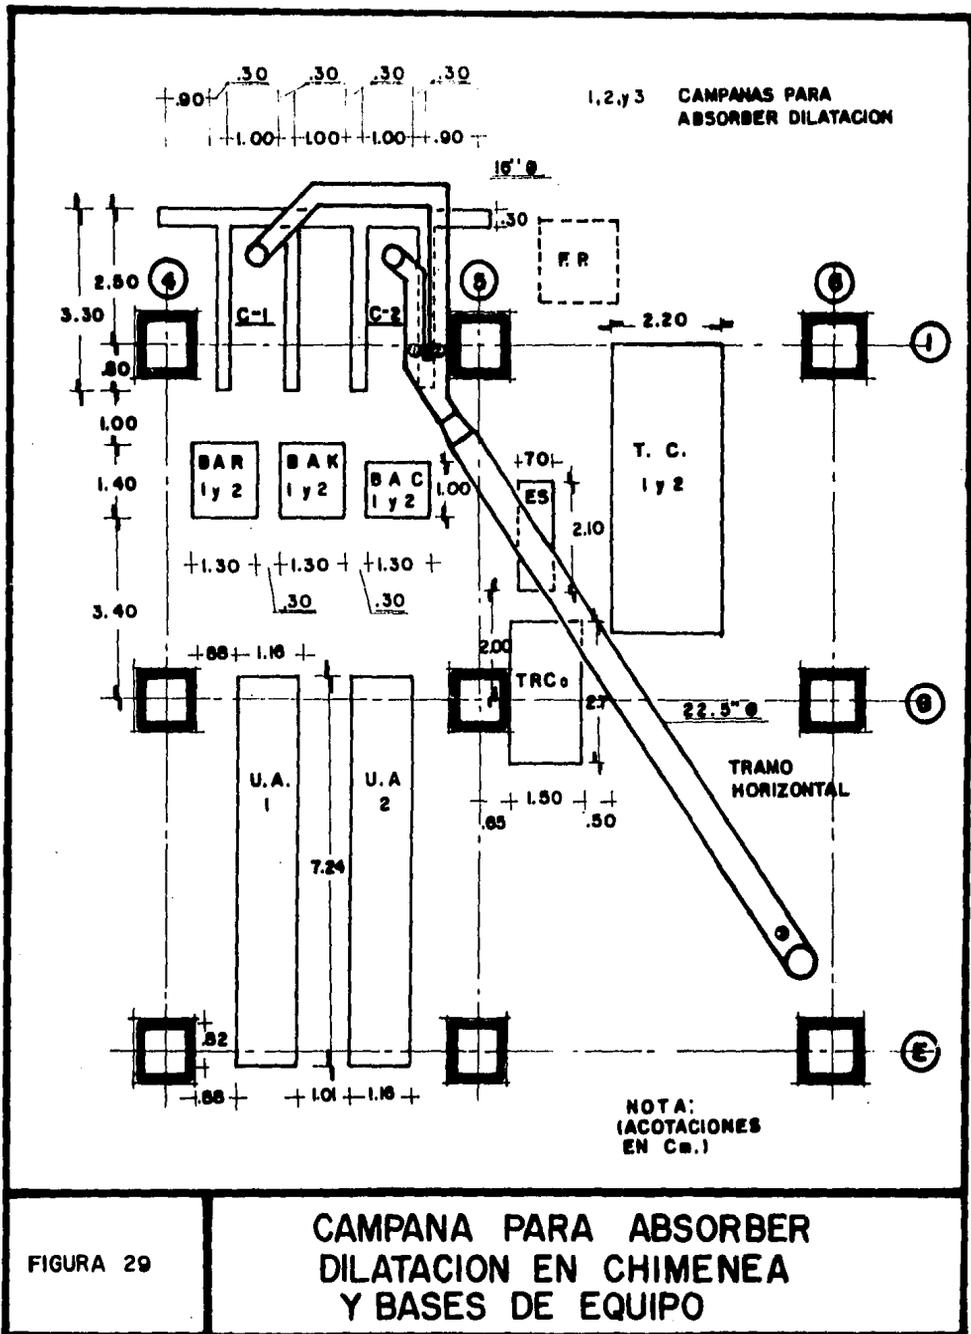 .30 .30 .30 .30
.90
1.00 1.00 1.00 .90
1,2,y3 CAMPANAS PARA
ABSORBER DILATACION
16" Ø
.30
F.P.
4
5
6
2.50
3.30
.80
C-1
C-2
2.20
1
1.00
1.40
BAR
1 y 2
BAK
1 y 2
BAC
1 y 2
1.00
70
ES
2.10
T. C.
1 y 2
1.30 1.30 1.30
.30 .30
3.40
.88 1.16
2.00
TRCo
2.7
22.5" Ø
TRAMO
HORIZONTAL
U.A.
1
U.A
2
1.50
.65 .50
7.24
.82
.88 1.01 1.16
E
NOTA:
(ACOTACIONES
EN Cm.)
FIGURA 29
CAMPANA PARA ABSORBER
DILATACION EN CHIMENEA
Y BASES DE EQUIPO